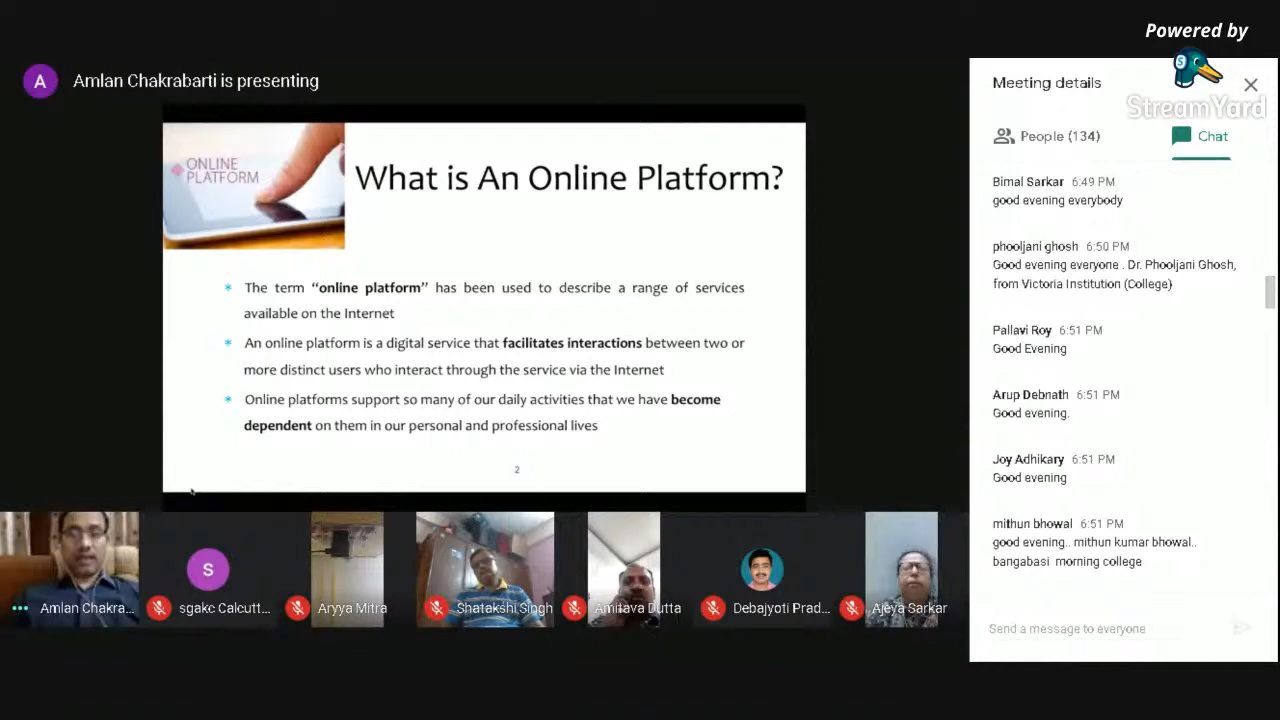 Powered by
StreamYard
A
Amlan Chakrabarti is presenting
ONLINE
PLATFORM
What is An Online Platform?
* The term “online platform” has been used to describe a range of services
available on the Internet
* An online platform is a digital service that facilitates interactions between two or
more distinct users who interact through the service via the Internet
* Online platforms support so many of our daily activities that we have become
dependent on them in our personal and professional lives
2
Amlan Chakra...
S
sgakc Calcutt...
Aryya Mitra
Shatakshi Singh
Amitava Dutta
Debajyoti Prad...
Ajeya Sarkar
Meeting details
People (134)
Chat
Bimal Sarkar 6:49 PM
good evening everybody
phooljani ghosh 6:50 PM
Good evening everyone . Dr. Phooljani Ghosh,
from Victoria Institution (College)
Pallavi Roy 6:51 PM
Good Evening
Arup Debnath 6:51 PM
Good evening.
Joy Adhikary 6:51 PM
Good evening
mithun bhowal 6:51 PM
good evening.. mithun kumar bhowal..
bangabasi morning college
Send a message to everyone